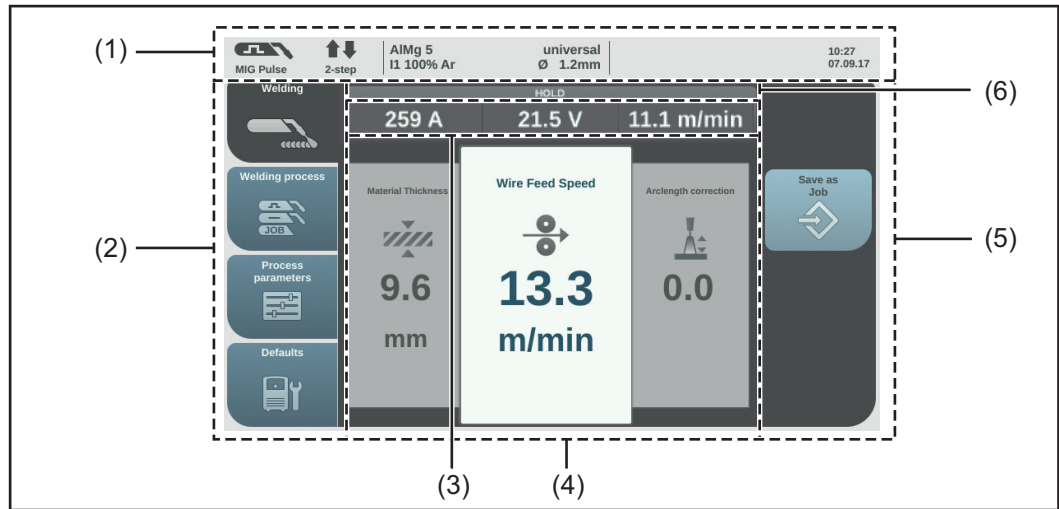 (1)
MIG Pulse
2-step
AlMg 5
I1 100% Ar
universal
Ø 1.2mm
10:27
07.09.17
(6)
Welding
HOLD
259 A
21.5 V
11.1 m/min
Welding process
JOB
Material Thickness
Wire Feed Speed
Arclength correction
Save as
Job
(2)
(5)
Process
parameters
9.6
mm
13.3
m/min
0.0
Defaults
(3)
(4)